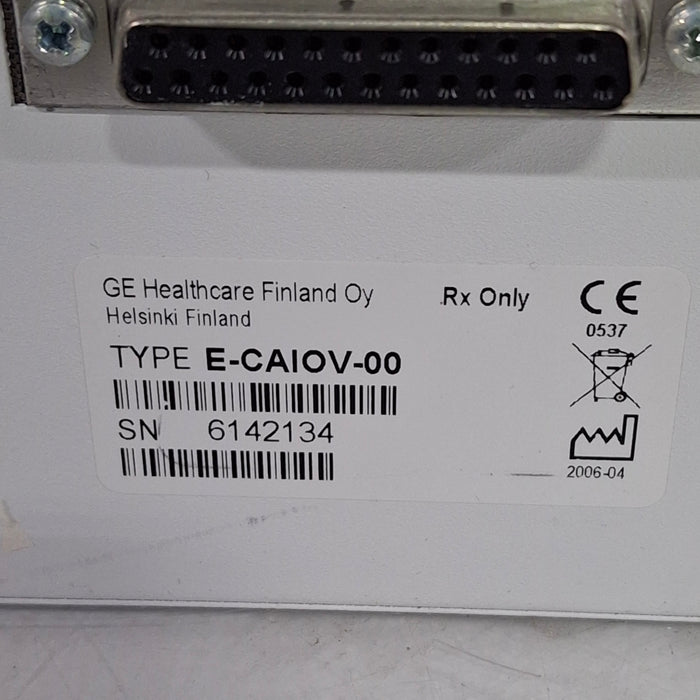 GE Healthcare Finland Oy
Helsinki Finland
Rx Only
CE
0537
TYPE E-CAIOV-00
SN 6142134
2006-04